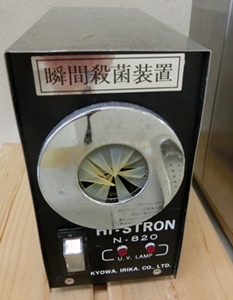 瞬間殺菌装置
HI-STRON
N-820
U.V. LAMP
KYOWA. IRIKA. CO., LTD.